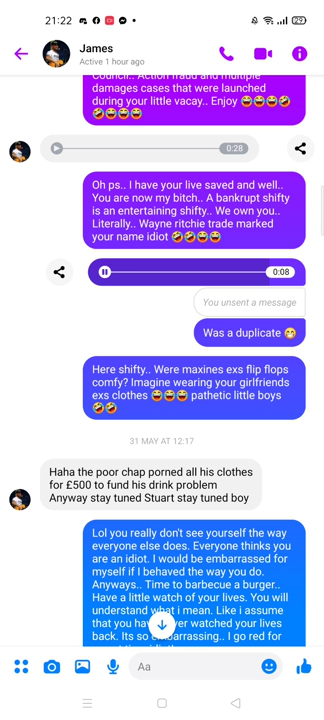 21:22
29
James
Active 1 hour ago
Council.. Action fraud and multiple
damages cases that were launched
during your little vacay.. Enjoy 😄😄😄🤣
🤣😄😄😄
0:28
Oh ps.. I have your live saved and well..
You are now my bitch.. A bankrupt shifty
is an entertaining shifty.. We own you..
Literally.. Wayne ritchie trade marked
your name idiot 🤣🤣😄😄
0:08
You unsent a message
Was a duplicate 😁
Here shifty.. Were maxines exs flip flops
comfy? Imagine wearing your girlfriends
exs clothes 😄😄😄 pathetic little boys
🤣🤣
31 MAY AT 12:17
Haha the poor chap porned all his clothes
for £500 to fund his drink problem
Anyway stay tuned Stuart stay tuned boy
Lol you really don't see yourself the way
everyone else does. Everyone thinks you
are an idiot. I would be embarrassed for
myself if I behaved the way you do.
Anyways.. Time to barbecue a burger..
Have a little watch of your lives. You will
understand what i mean. Like i assume
that you have never watched your lives
back. Its so embarrassing.. I go red for
Aa